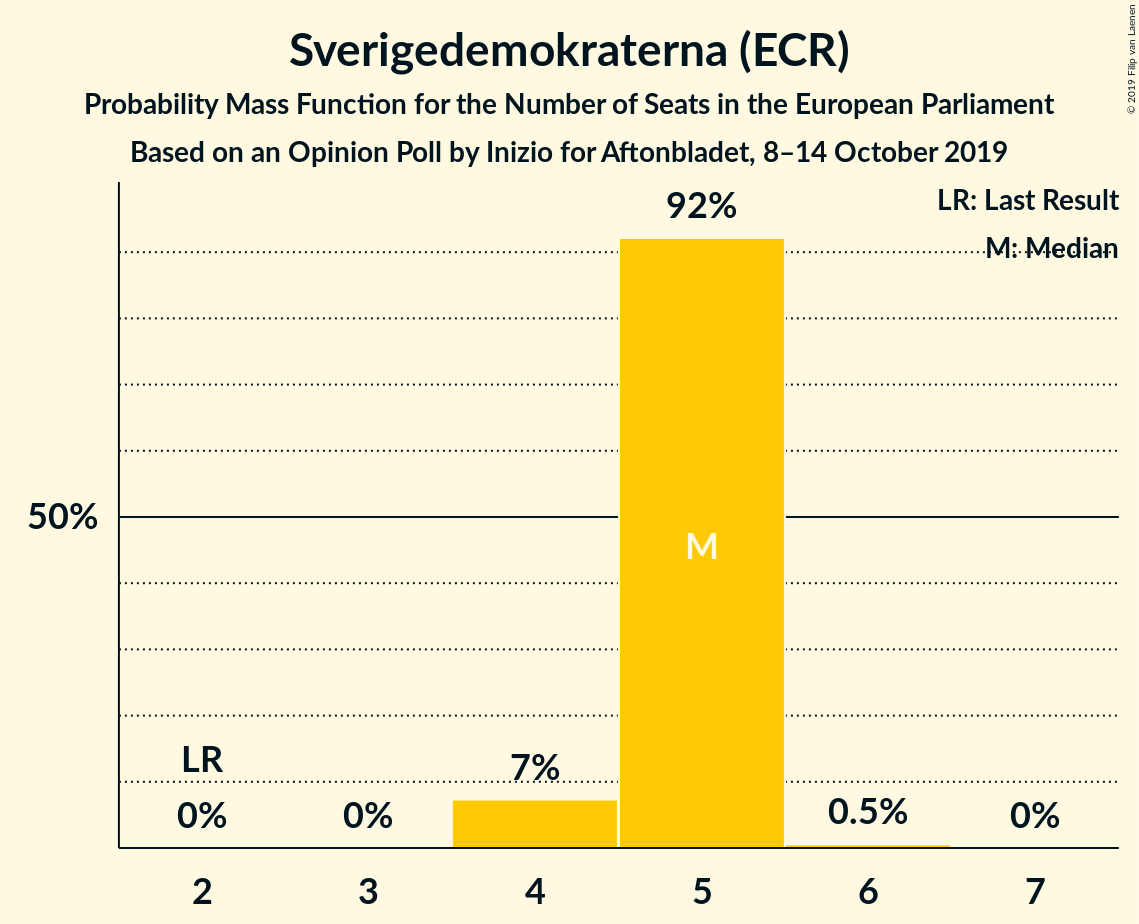 Sverigedemokraterna (ECR)
Probability Mass Function for the Number of Seats in the European Parliament
Based on an Opinion Poll by Inizio for Aftonbladet, 8–14 October 2019
© 2019 Filip van Laenen
LR: Last Result
M: Median
92%
50%
M
LR
0%
0%
7%
0.5%
0%
2 3 4 5 6 7